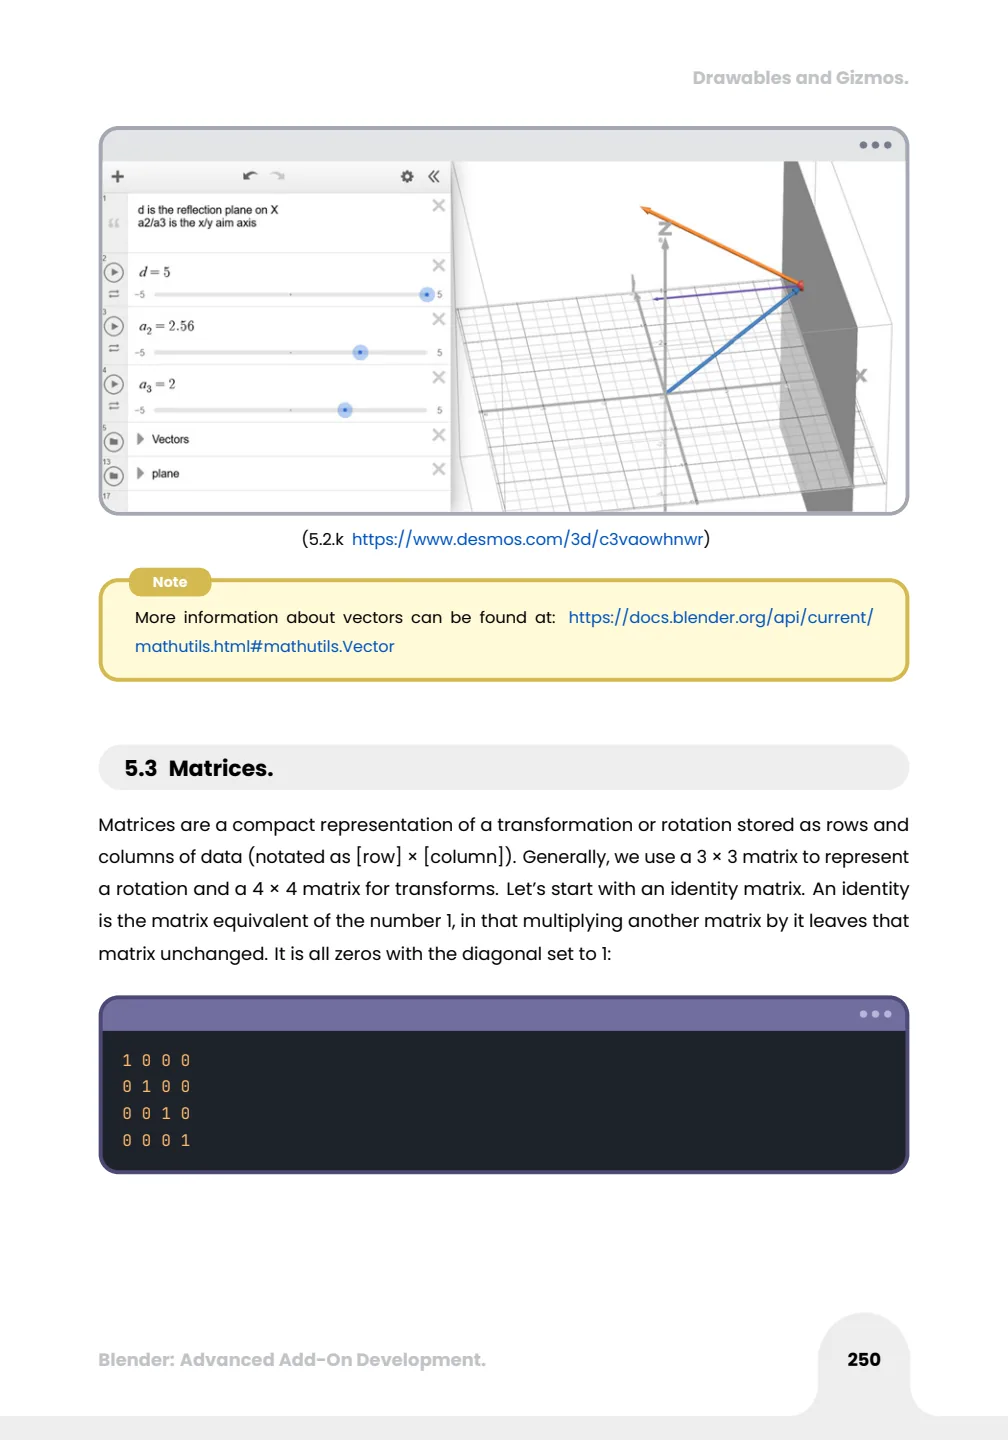 Drawables and Gizmos.
1
d is the reflection plane on X
a2/a3 is the x/y aim axis
2
d = 5
-5 5
3
a2 = 2.56
-5 5
4
a3 = 2
-5 5
5
Vectors
13
plane
17
Z
X
(5.2.k https://www.desmos.com/3d/c3vaowhnwr)
Note
More information about vectors can be found at: https://docs.blender.org/api/current/
mathutils.html#mathutils.Vector
5.3 Matrices.
Matrices are a compact representation of a transformation or rotation stored as rows and
columns of data (notated as [row] × [column]). Generally, we use a 3 × 3 matrix to represent
a rotation and a 4 × 4 matrix for transforms. Let's start with an identity matrix. An identity
is the matrix equivalent of the number 1, in that multiplying another matrix by it leaves that
matrix unchanged. It is all zeros with the diagonal set to 1:
1 0 0 0
0 1 0 0
0 0 1 0
0 0 0 1
Blender: Advanced Add-On Development.
250